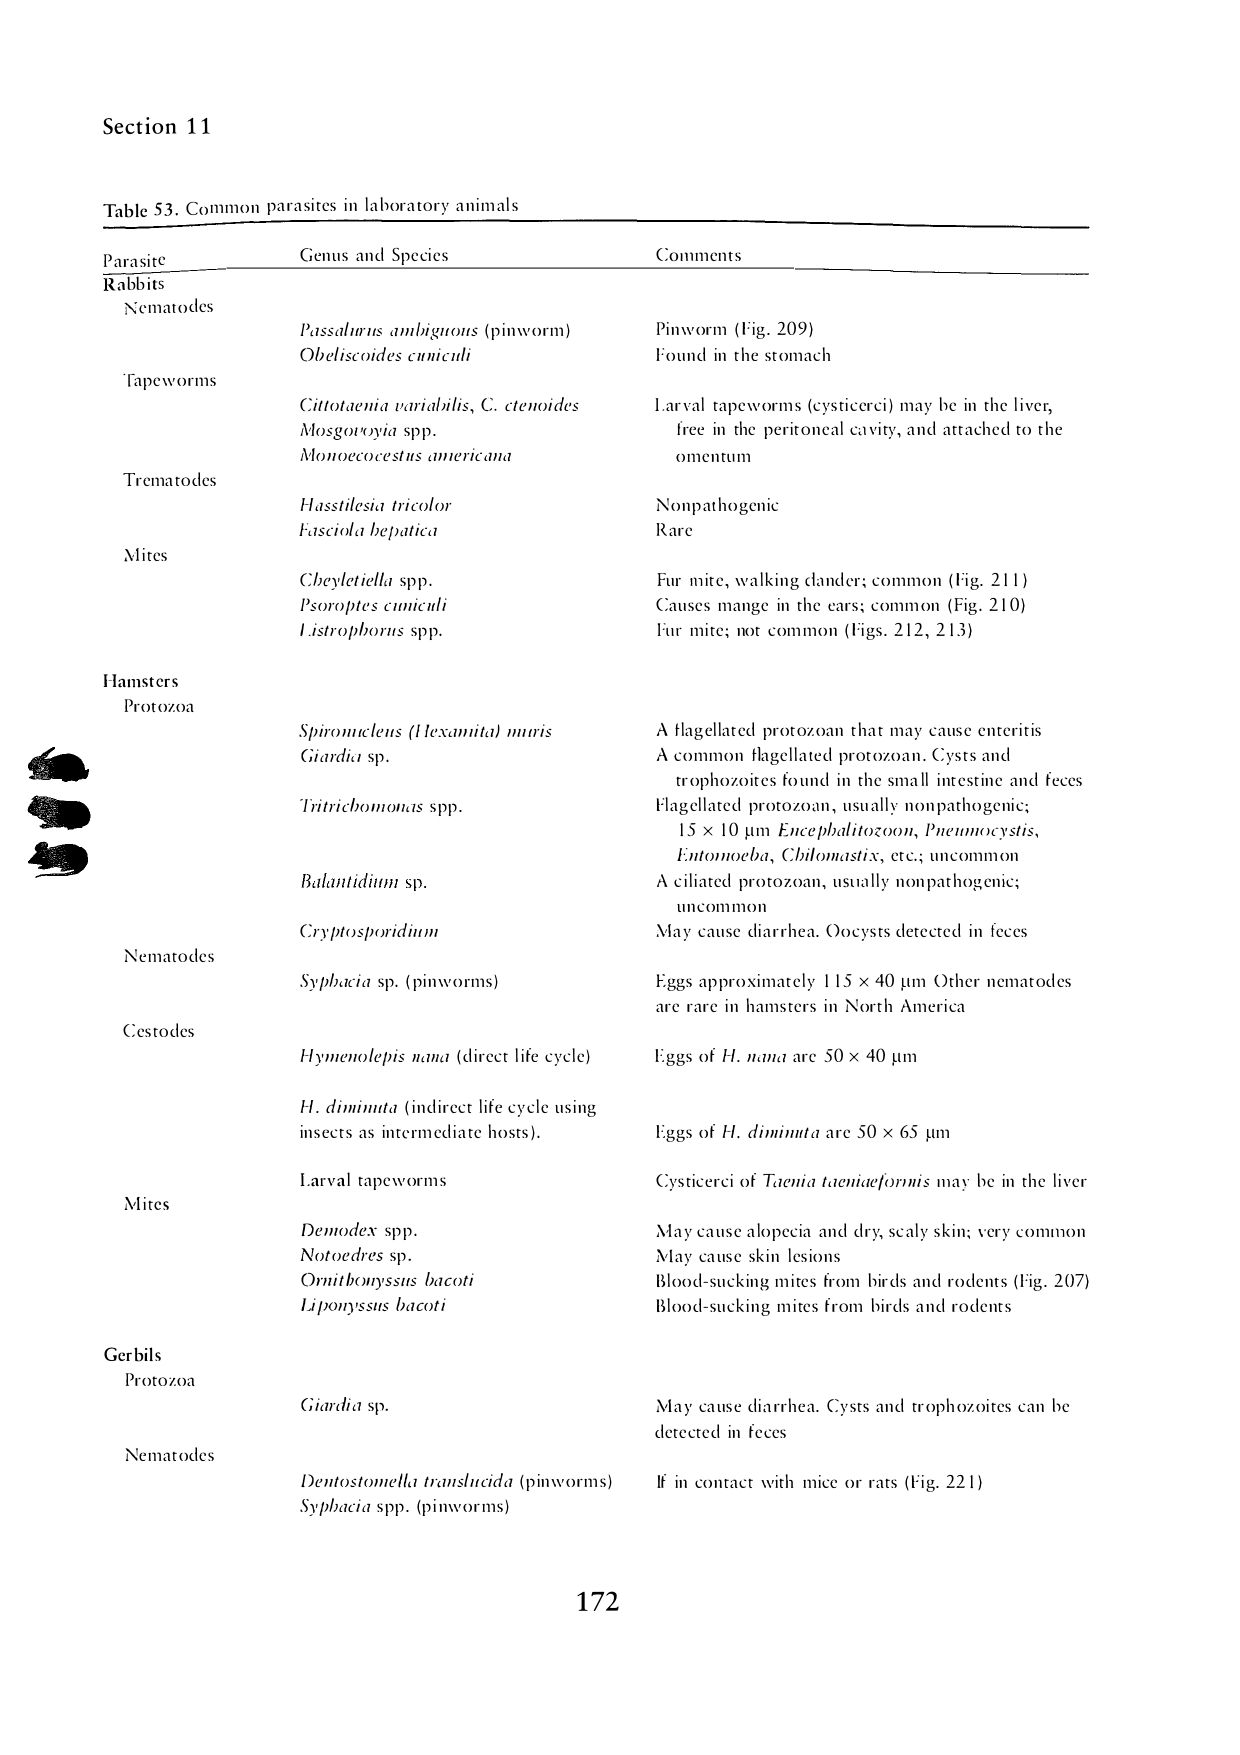 Section 11
Table 53. Common parasites in laboratory animals
Parasite Genus and Species Comments
Rabbits
Nematodes
Passalurus ambiguous (pinworm) Pinworm (Fig. 209)
Obeliscoides cuniculi Found in the stomach
Tapeworms
Cittotaenia variabilis, C. ctenoides Larval tapeworms (cysticerci) may be in the liver,
Mosgovoyia spp. free in the peritoneal cavity, and attached to the
Monoecocestus americana omentum
Trematodes
Hasstilesia tricolor Nonpathogenic
Fasciola hepatica Rare
Mites
Cheyletiella spp. Fur mite, walking dander; common (Fig. 211)
Psoroptes cuniculi Causes mange in the ears; common (Fig. 210)
Listrophorus spp. Fur mite; not common (Figs. 212, 213)
Hamsters
Protozoa
Spironucleus (Hexamita) muris A flagellated protozoan that may cause enteritis
Giardia sp. A common flagellated protozoan. Cysts and
trophozoites found in the small intestine and feces
Tritrichomonas spp. Flagellated protozoan, usually nonpathogenic;
15 × 10 µm Encephalitozoon, Pneumocystis,
Entomoeba, Chilomastix, etc.; uncommon
Balantidium sp. A ciliated protozoan, usually nonpathogenic;
uncommon
Cryptosporidium May cause diarrhea. Oocysts detected in feces
Nematodes
Syphacia sp. (pinworms) Eggs approximately 115 × 40 µm Other nematodes
are rare in hamsters in North America
Cestodes
Hymenolepis nana (direct life cycle) Eggs of H. nana are 50 × 40 µm
H. diminuta (indirect life cycle using
insects as intermediate hosts). Eggs of H. diminuta are 50 × 65 µm
Larval tapeworms Cysticerci of Taenia taeniaeformis may be in the liver
Mites
Demodex spp. May cause alopecia and dry, scaly skin; very common
Notoedres sp. May cause skin lesions
Ornithonyssus bacoti Blood-sucking mites from birds and rodents (Fig. 207)
Liponyssus bacoti Blood-sucking mites from birds and rodents
Gerbils
Protozoa
Giardia sp. May cause diarrhea. Cysts and trophozoites can be
detected in feces
Nematodes
Dentostomella translucida (pinworms) If in contact with mice or rats (Fig. 221)
Syphacia spp. (pinworms)
172